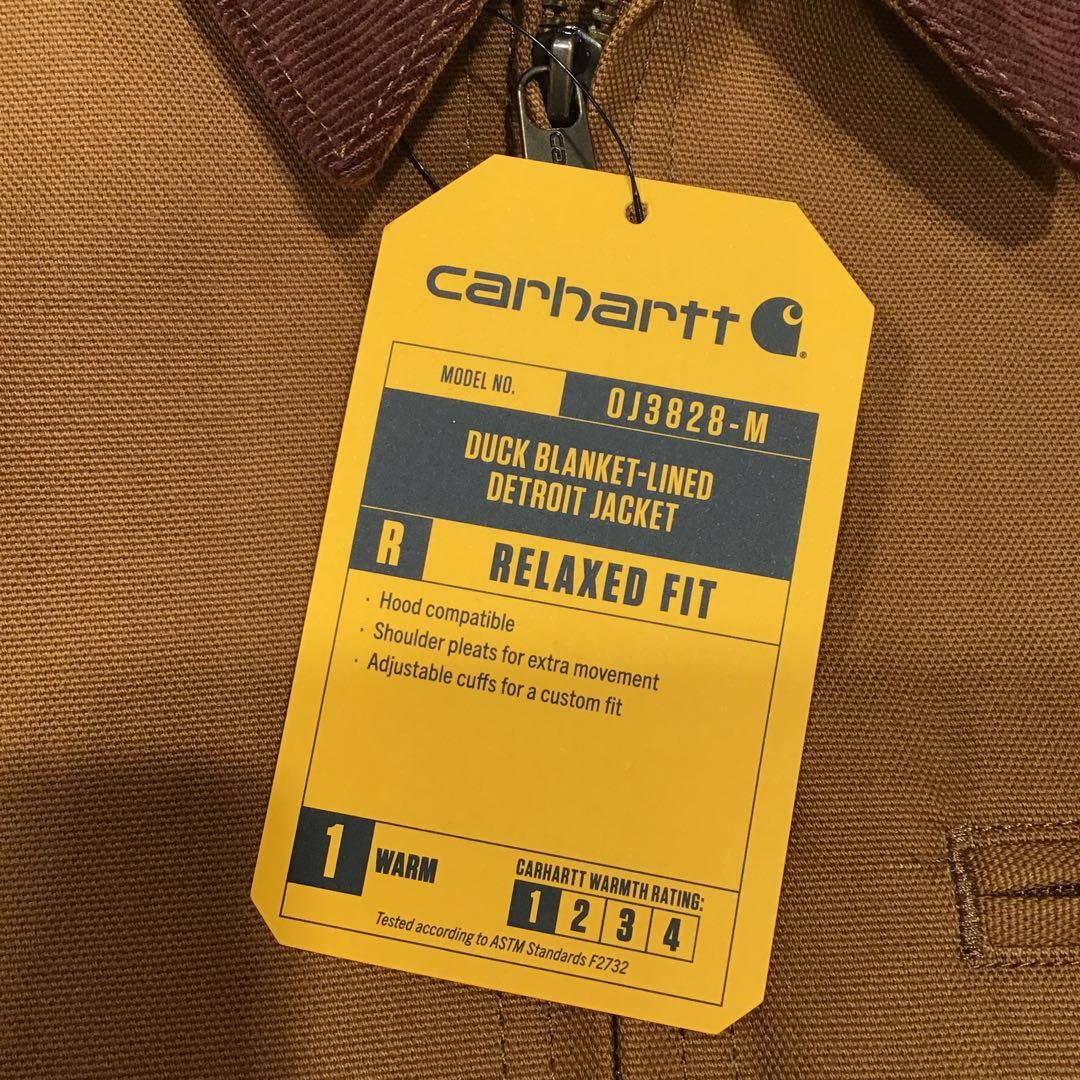 ca
carhartt
MODEL NO. OJ3828-M
DUCK BLANKET-LINED
DETROIT JACKET
R RELAXED FIT
· Hood compatible
· Shoulder pleats for extra movement
· Adjustable cuffs for a custom fit
1 WARM
CARHARTT WARMTH RATING:
1 2 3 4
Tested according to ASTM Standards F2732